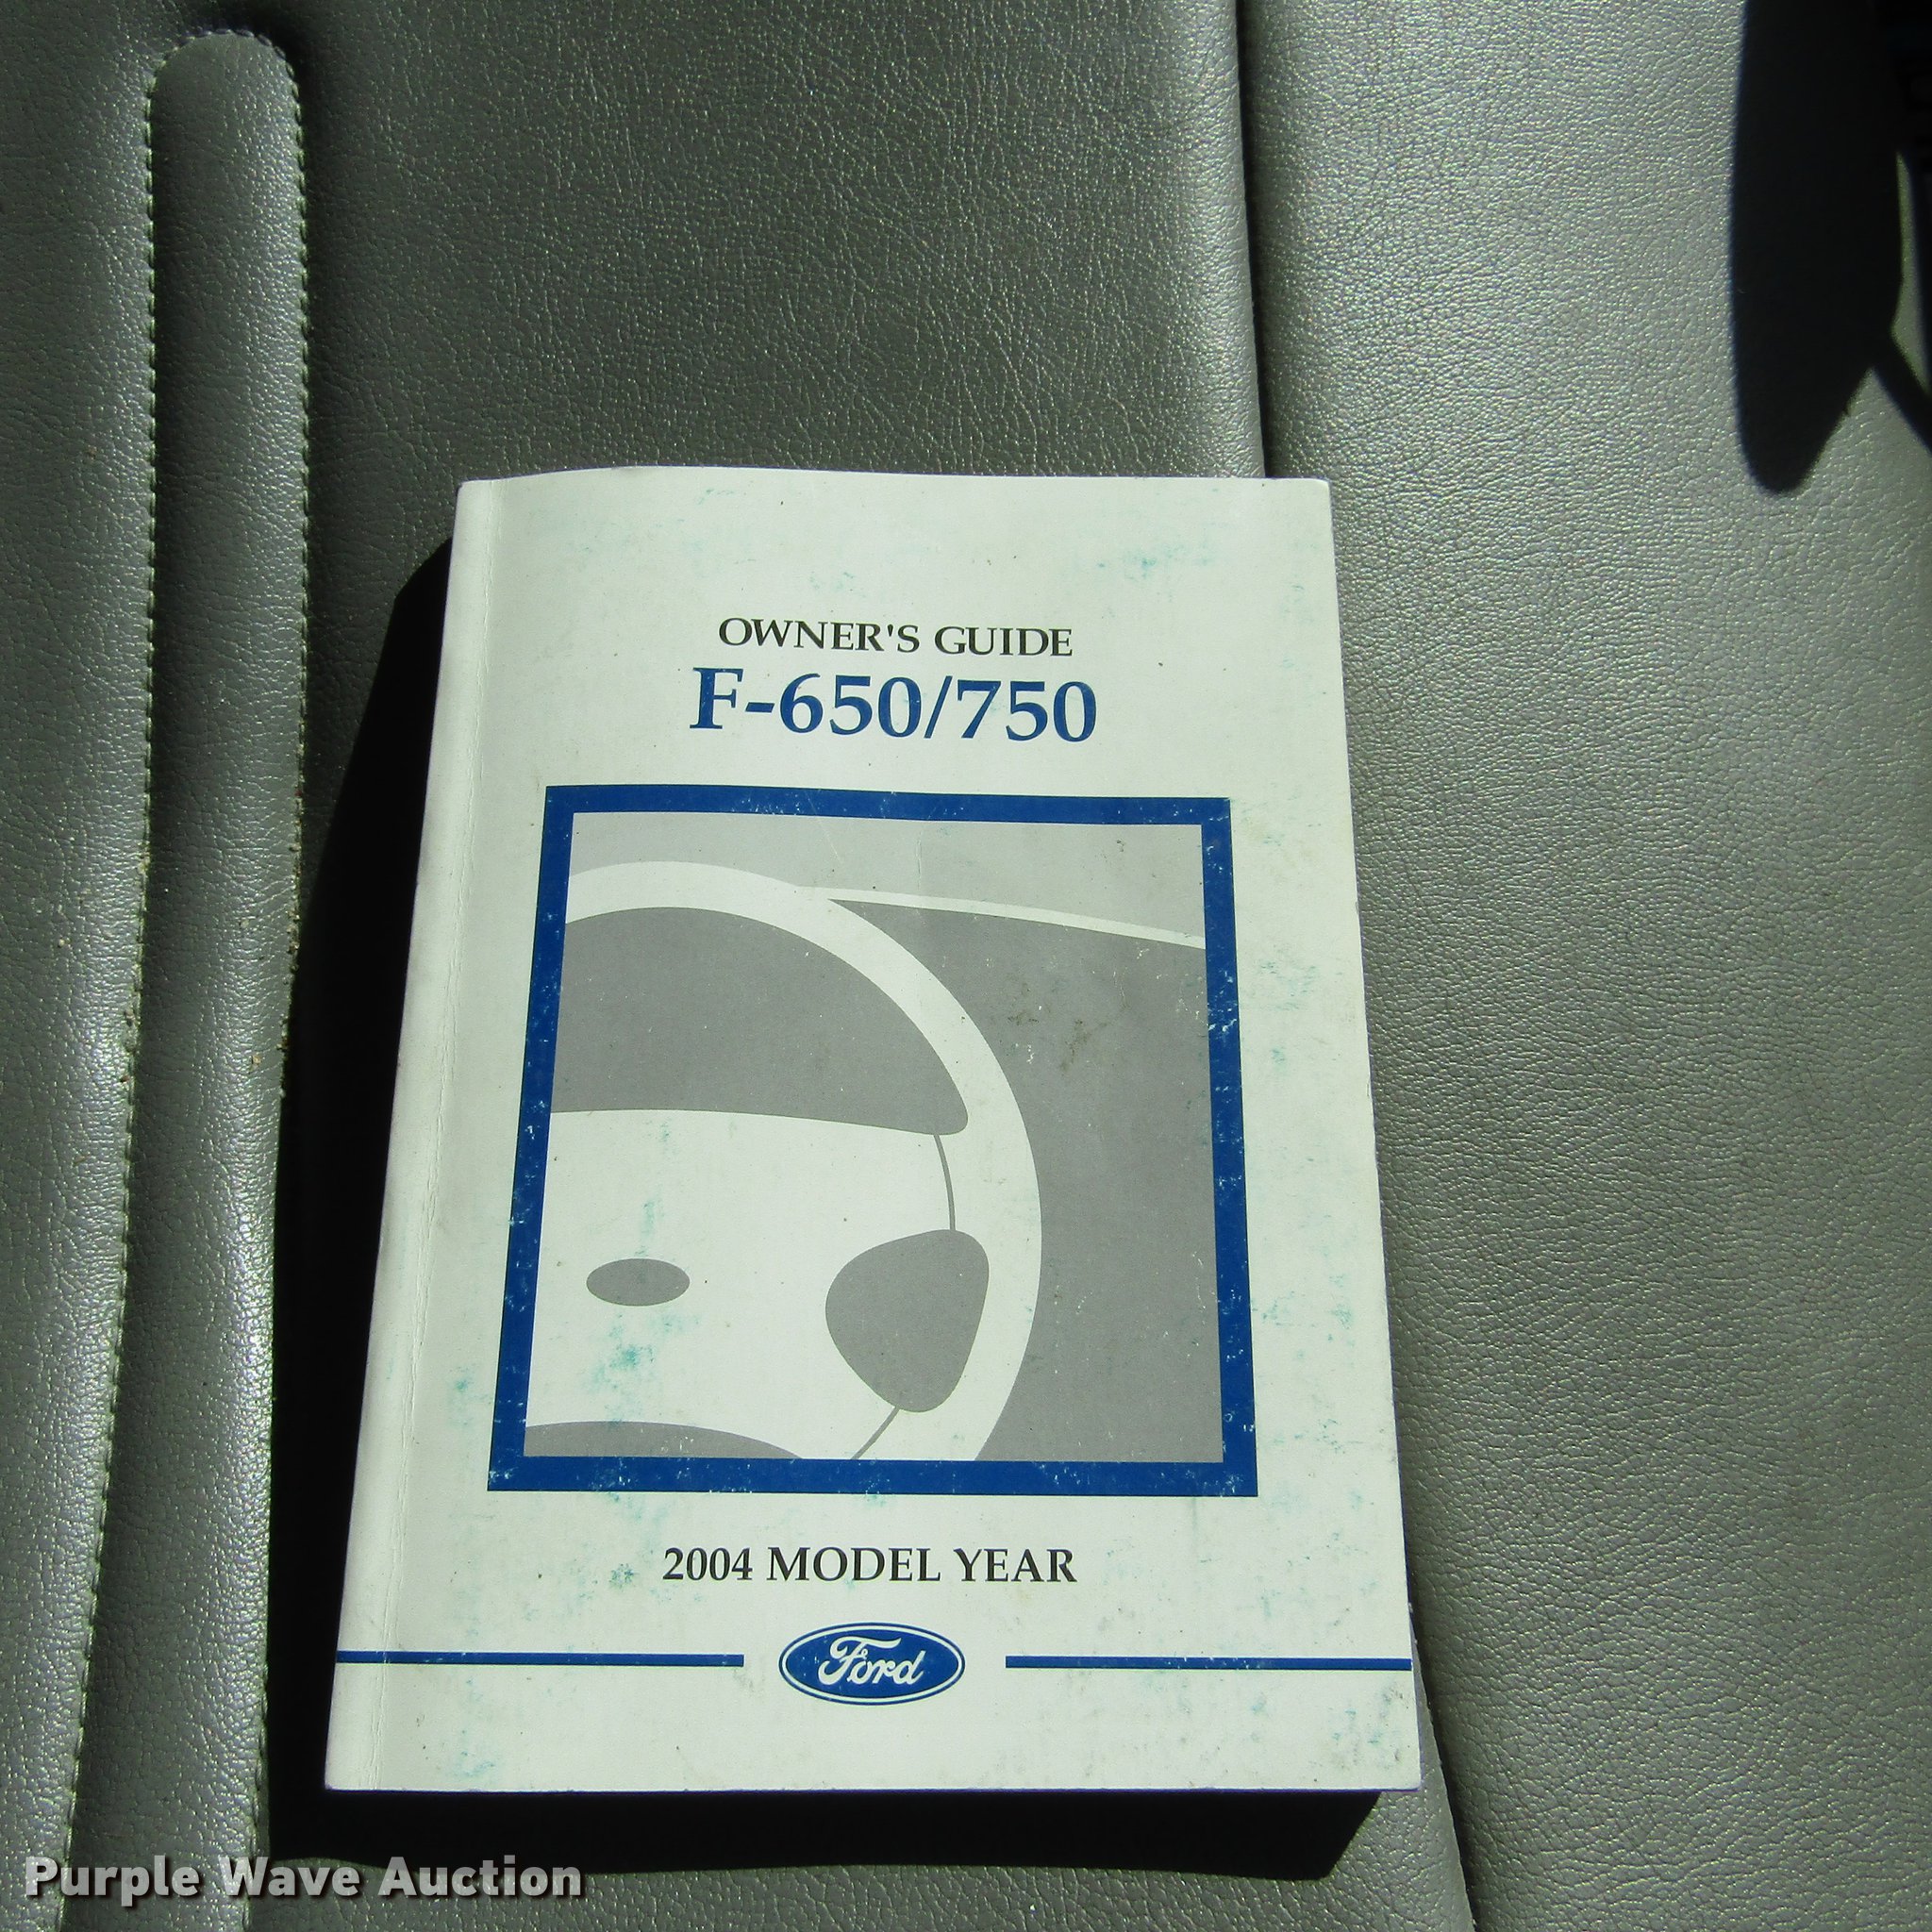 OWNER'S GUIDE
F-650/750
2004 MODEL YEAR
Ford
Purple Wave Auction